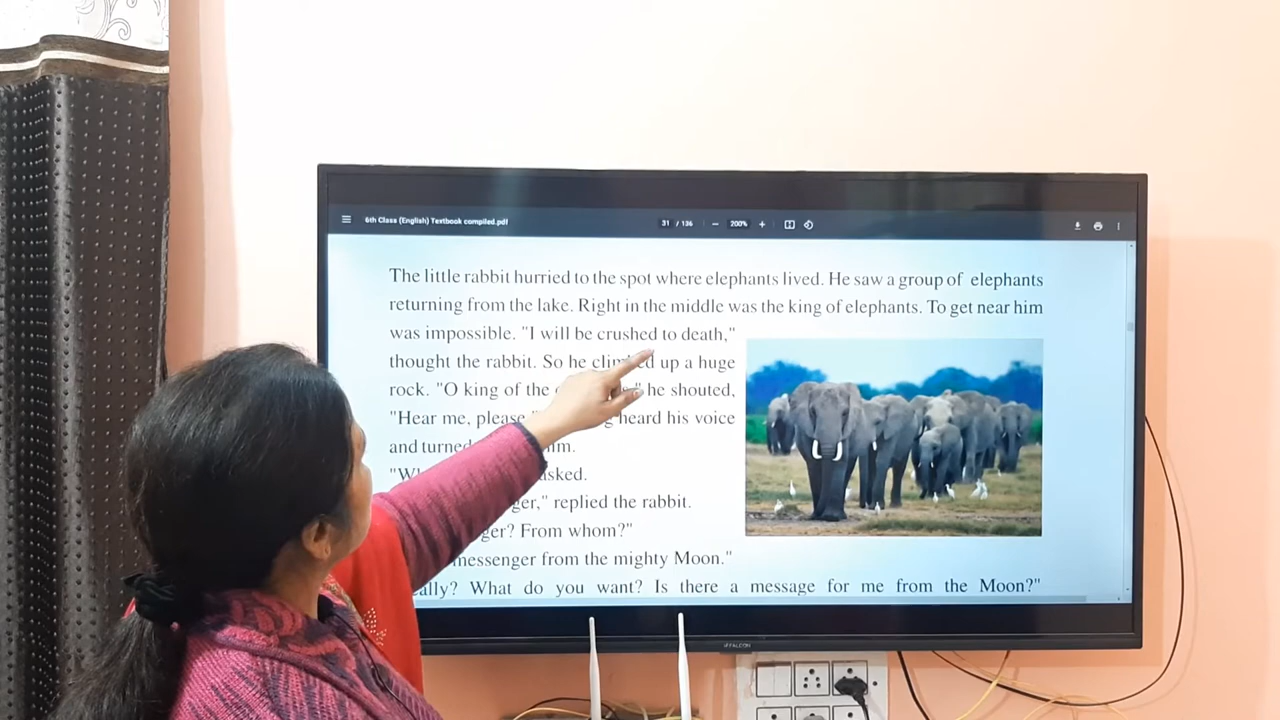 6th Class (English) Textbook compiled.pdf
31 / 136
200%
The little rabbit hurried to the spot where elephants lived. He saw a group of elephants
returning from the lake. Right in the middle was the king of elephants. To get near him
was impossible. "I will be crushed to death,"
thought the rabbit. So he climbed up a huge
rock. "O king of the he shouted,
"Hear me, please heard his voice
and turned
asked.
replied the rabbit.
From whom?"
messenger from the mighty Moon."
What do you want? Is there a message for me from the Moon?"
iFFALCON